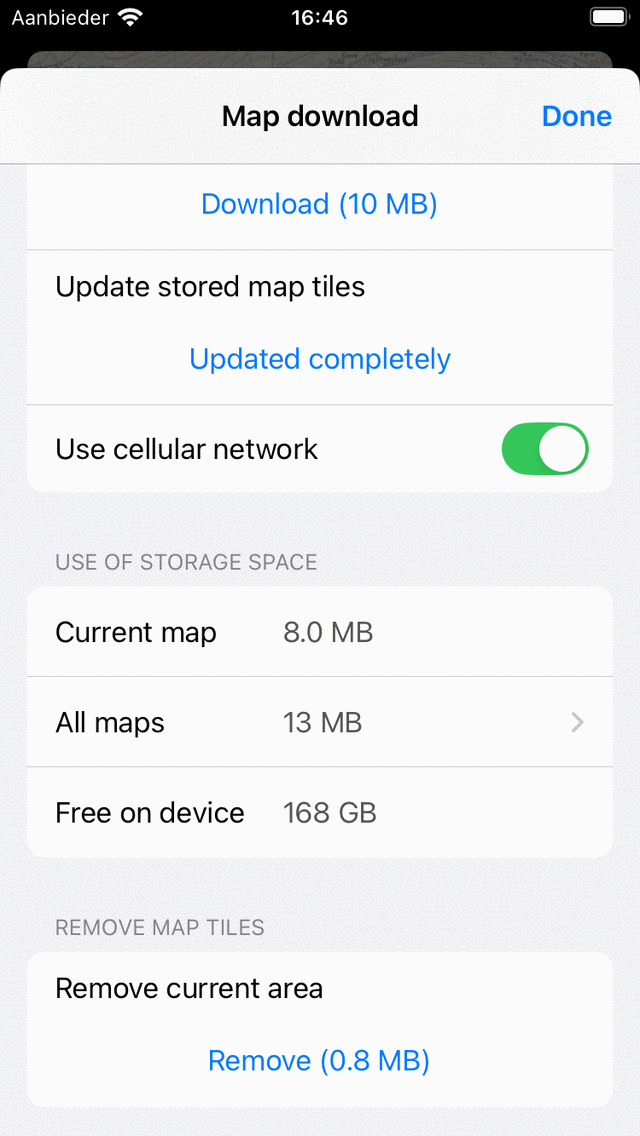 Aanbieder 16:46
Map download Done
Download (10 MB)
Update stored map tiles
Updated completely
Use cellular network
USE OF STORAGE SPACE
Current map 8.0 MB
All maps 13 MB
Free on device 168 GB
REMOVE MAP TILES
Remove current area
Remove (0.8 MB)